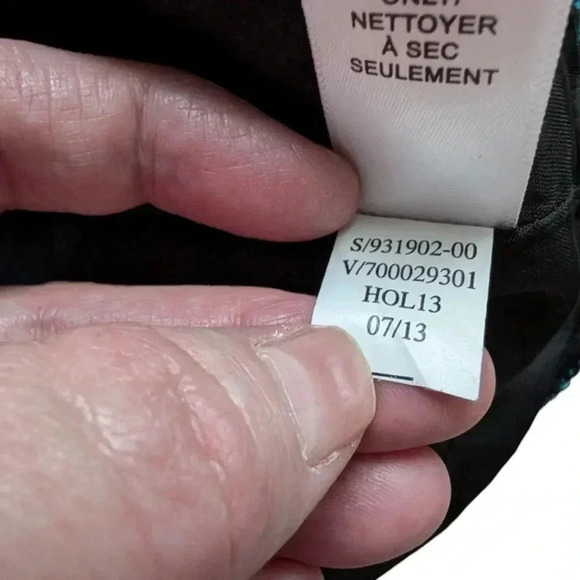 NETTOYER
À SEC
SEULEMENT
S/931902-00
V/700029301
HOL13
07/13